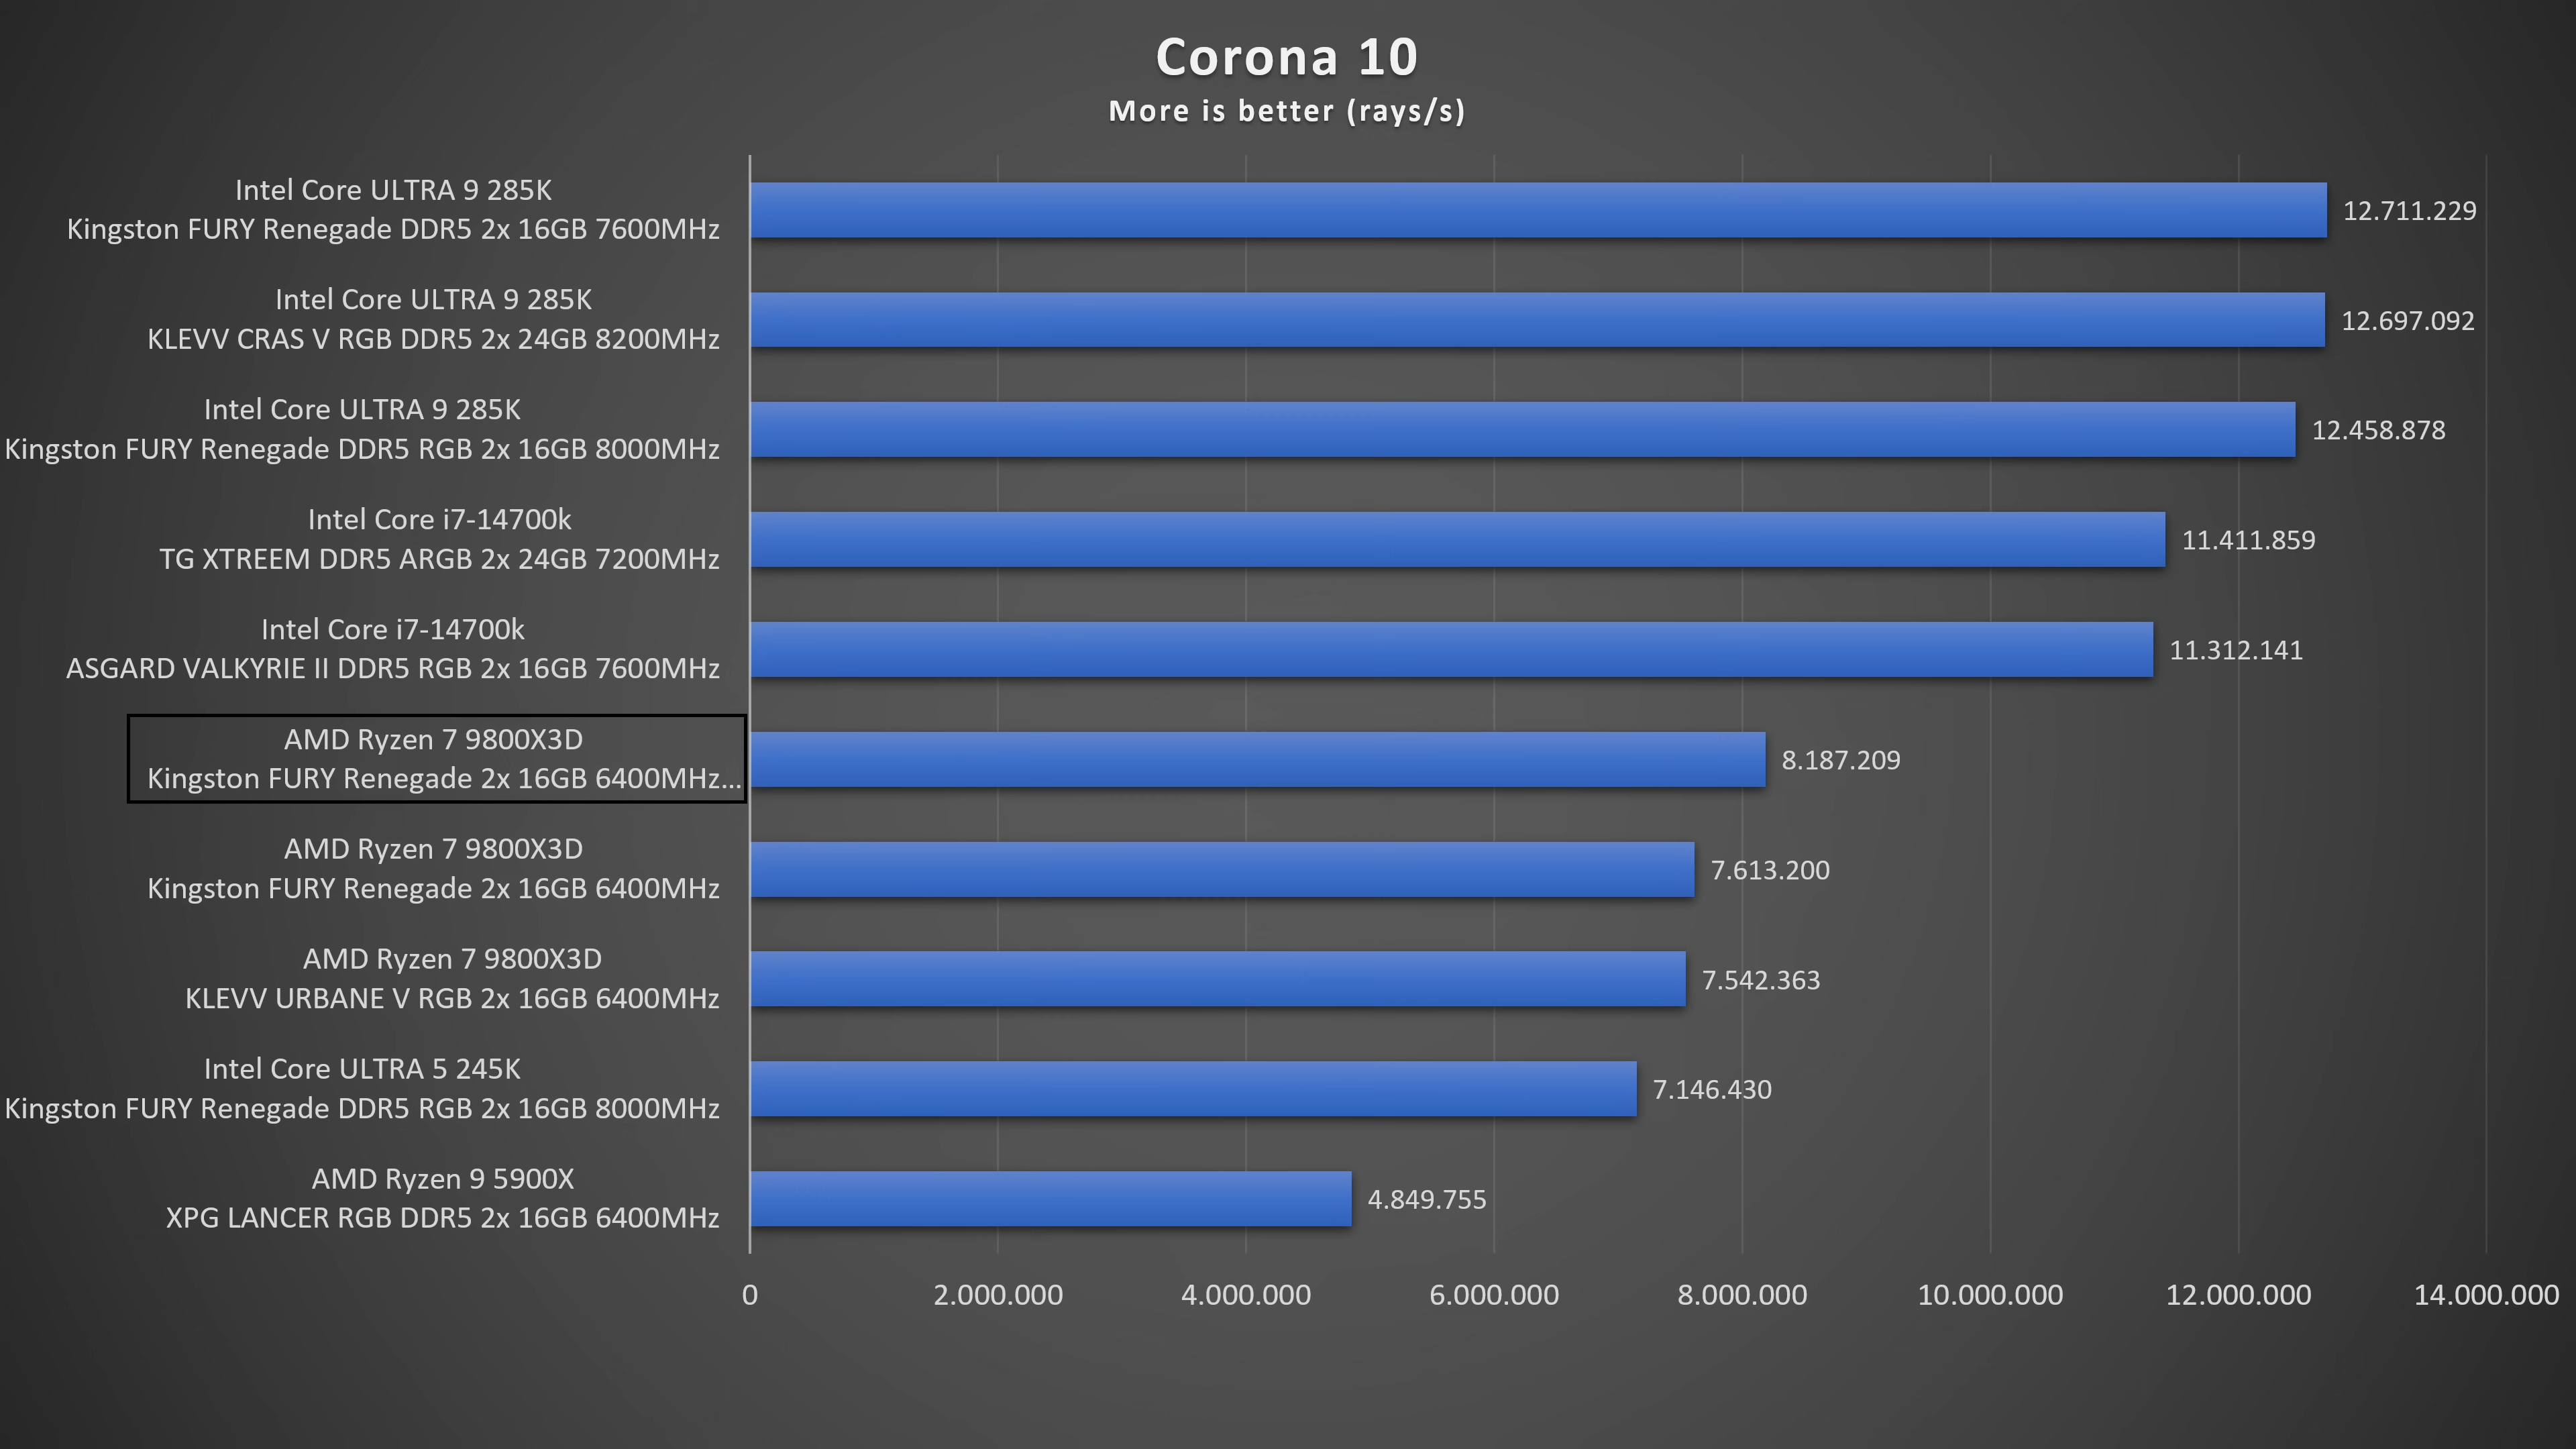 Corona 10
More is better (rays/s)
Intel Core ULTRA 9 285K
Kingston FURY Renegade DDR5 2x 16GB 7600MHz
12.711.229
Intel Core ULTRA 9 285K
KLEVV CRAS V RGB DDR5 2x 24GB 8200MHz
12.697.092
Intel Core ULTRA 9 285K
Kingston FURY Renegade DDR5 RGB 2x 16GB 8000MHz
12.458.878
Intel Core i7-14700k
TG XTREEM DDR5 ARGB 2x 24GB 7200MHz
11.411.859
Intel Core i7-14700k
ASGARD VALKYRIE II DDR5 RGB 2x 16GB 7600MHz
11.312.141
AMD Ryzen 7 9800X3D
Kingston FURY Renegade 2x 16GB 6400MHz...
8.187.209
AMD Ryzen 7 9800X3D
Kingston FURY Renegade 2x 16GB 6400MHz
7.613.200
AMD Ryzen 7 9800X3D
KLEVV URBANE V RGB 2x 16GB 6400MHz
7.542.363
Intel Core ULTRA 5 245K
Kingston FURY Renegade DDR5 RGB 2x 16GB 8000MHz
7.146.430
AMD Ryzen 9 5900X
XPG LANCER RGB DDR5 2x 16GB 6400MHz
4.849.755
0 2.000.000 4.000.000 6.000.000 8.000.000 10.000.000 12.000.000 14.000.000